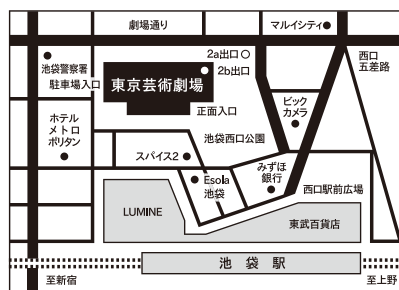 劇場通り
マルイシティ
2a出口
2b出口
西口
五差路
池袋警察署
駐車場入口
東京芸術劇場
正面入口
ビック
カメラ
ホテル
メトロ
ポリタン
池袋西口公園
スパイス2
Esola
池袋
みずほ
銀行
西口駅前広場
LUMINE
東武百貨店
池袋駅
至新宿
至上野